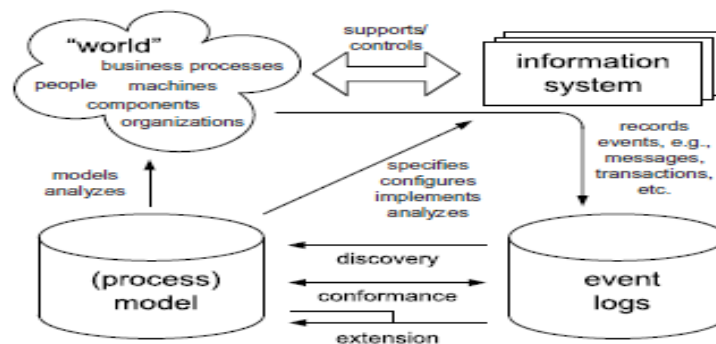 “world”
business processes
people machines
components
organizations
supports/
controls
information
system
models
analyzes
specifies
configures
implements
analyzes
records
events, e.g.,
messages,
transactions,
etc.
(process)
model
discovery
conformance
extension
event
logs